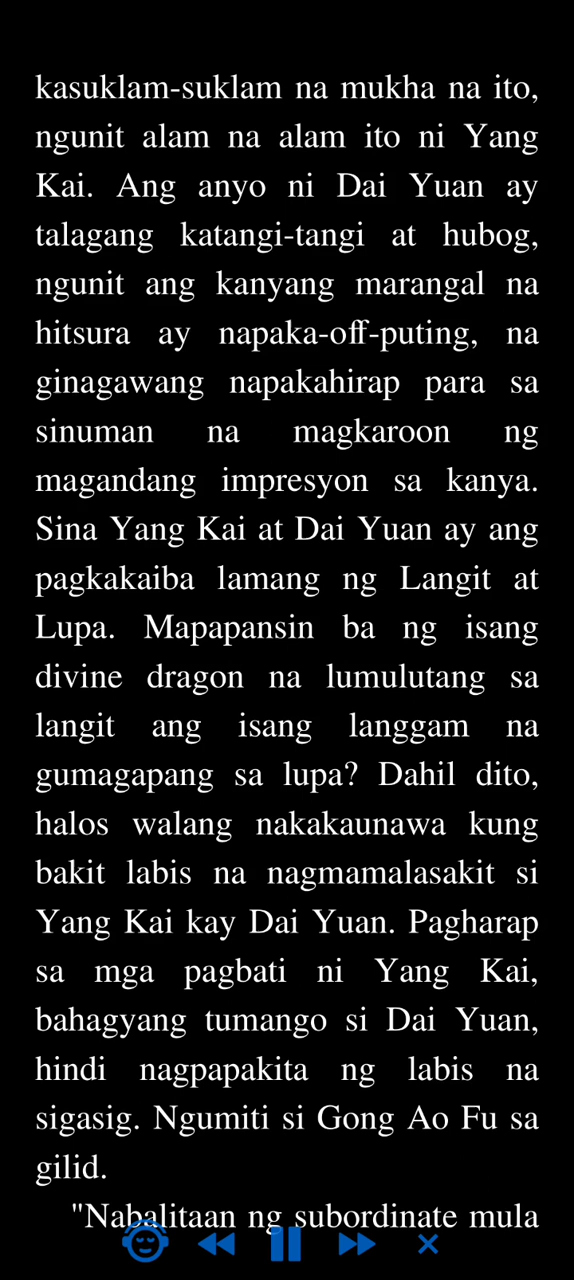 kasuklam-suklam na mukha na ito,
ngunit alam na alam ito ni Yang
Kai. Ang anyo ni Dai Yuan ay
talagang katangi-tangi at hubog,
ngunit ang kanyang marangal na
hitsura ay napaka-off-puting, na
ginagawang napakahirap para sa
sinuman na magkaroon ng
magandang impresyon sa kanya.
Sina Yang Kai at Dai Yuan ay ang
pagkakaiba lamang ng Langit at
Lupa. Mapapansin ba ng isang
divine dragon na lumulutang sa
langit ang isang langgam na
gumagapang sa lupa? Dahil dito,
halos walang nakakaunawa kung
bakit labis na nagmamalasakit si
Yang Kai kay Dai Yuan. Pagharap
sa mga pagbati ni Yang Kai,
bahagyang tumango si Dai Yuan,
hindi nagpapakita ng labis na
sigasig. Ngumiti si Gong Ao Fu sa
gilid.
"Nabalitaan ng subordinate mula